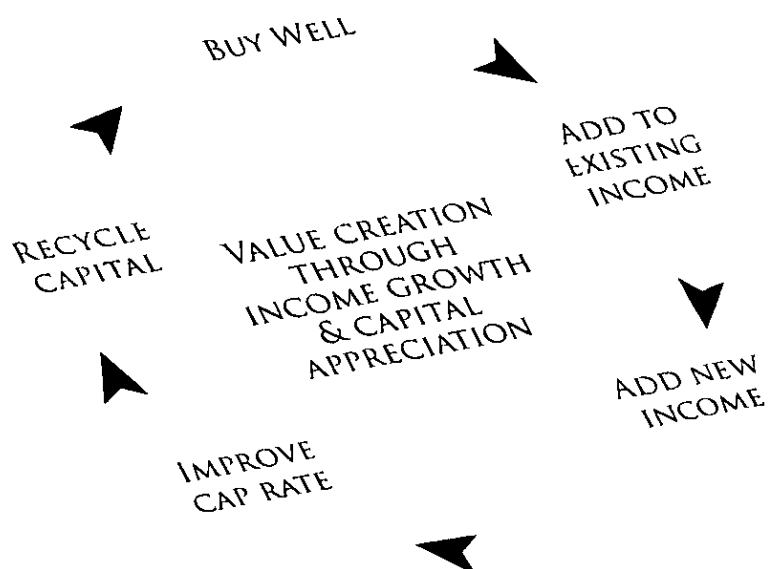 BUY WELL
ADD TO
EXISTING
INCOME
ADD NEW
INCOME
IMPROVE
CAP RATE
RECYCLE
CAPITAL
VALUE CREATION
THROUGH
INCOME GROWTH
& CAPITAL
APPRECIATION